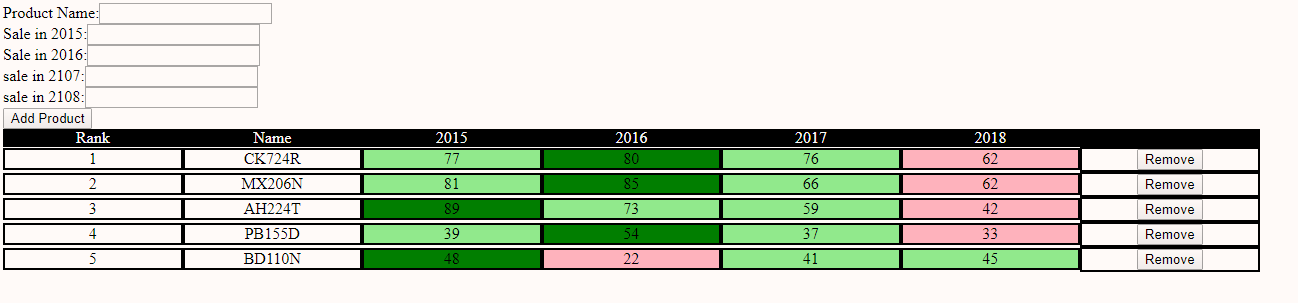 Product Name:
Sale in 2015:
Sale in 2016:
sale in 2107:
sale in 2108:
Add Product
Rank Name 2015 2016 2017 2018
1 CK724R 77 80 76 62 Remove
2 MX206N 81 85 66 62 Remove
3 AH224T 89 73 59 42 Remove
4 PB155D 39 54 37 33 Remove
5 BD110N 48 22 41 45 Remove